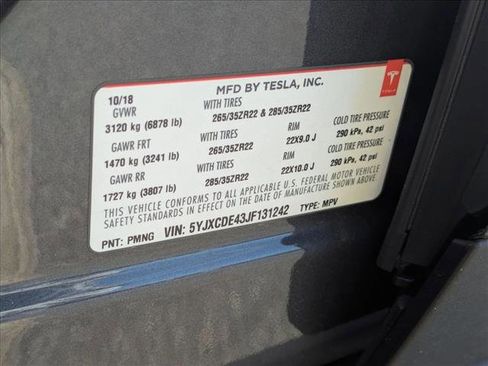 MFD BY TESLA, INC.
10/18
GVWR
3120 kg (6878 lb)
WITH TIRES
265/35ZR22 & 285/35ZR22
GAWR FRT
1470 kg (3241 lb)
WITH TIRES
265/35ZR22
RIM
22X9.0 J
COLD TIRE PRESSURE
290 kPa, 42 psi
GAWR RR
1727 kg (3807 lb)
WITH TIRES
285/35ZR22
RIM
22X10.0 J
COLD TIRE PRESSURE
290 kPa, 42 psi
THIS VEHICLE CONFORMS TO ALL APPLICABLE U.S. FEDERAL MOTOR VEHICLE
SAFETY STANDARDS IN EFFECT ON THE DATE OF MANUFACTURE SHOWN ABOVE.
PNT: PMNG VIN: 5YJXCDE43JF131242 TYPE: MPV